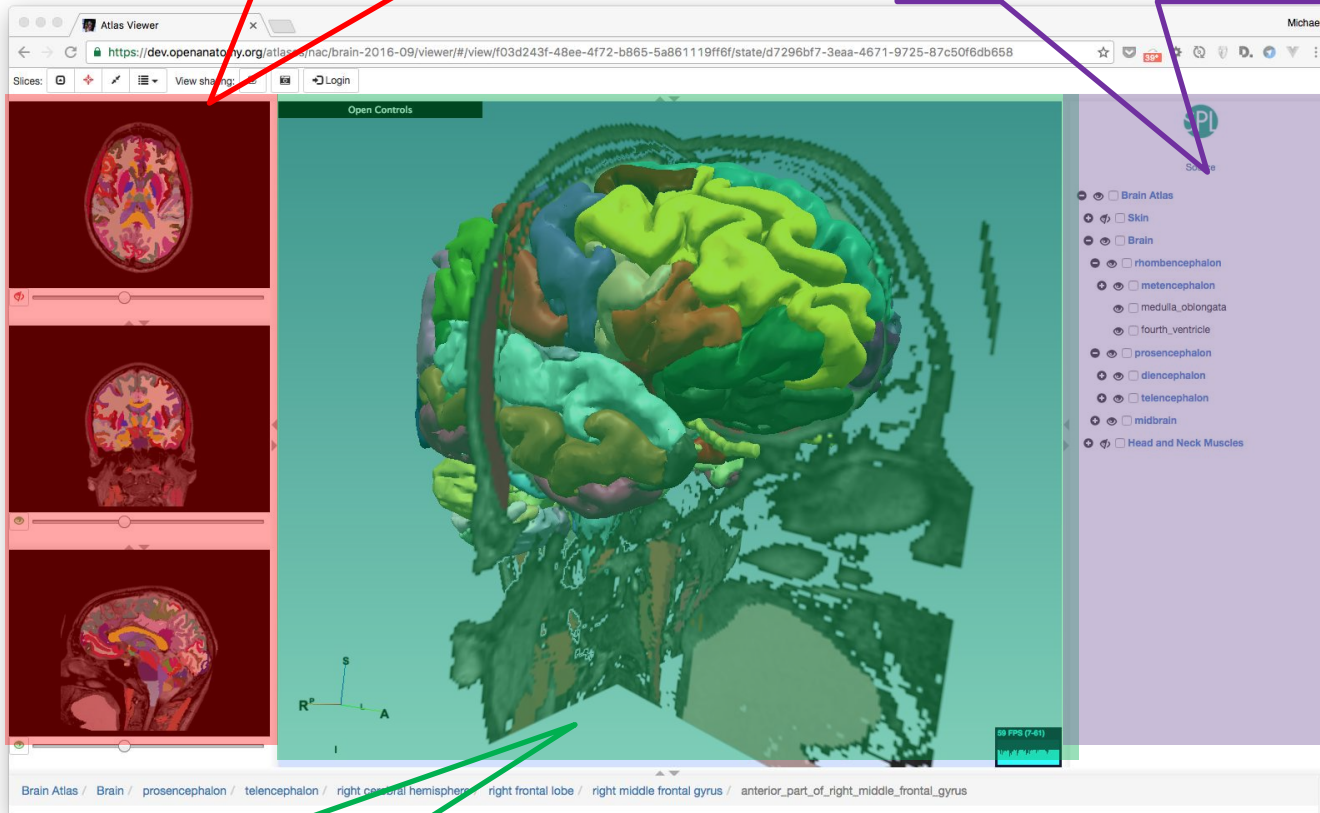 Atlas Viewer
Michae
https://dev.openanatomy.org/atlases/nac/brain-2016-09/viewer/#/view/f03d243f-48ee-4f72-b865-5a861119ff6f/state/d7296bf7-3eaa-4671-9725-87c50f6db658
39*
D.
Slices:
View sharing:
Login
Open Controls
SPL
Source
Brain Atlas
Skin
Brain
rhombencephalon
metencephalon
medulla_oblongata
fourth_ventricle
prosencephalon
diencephalon
telencephalon
midbrain
Head and Neck Muscles
S
R P L A
I
59 FPS (7-61)
Brain Atlas / Brain / prosencephalon / telencephalon / right cerebral hemisphere / right frontal lobe / right middle frontal gyrus / anterior_part_of_right_middle_frontal_gyrus